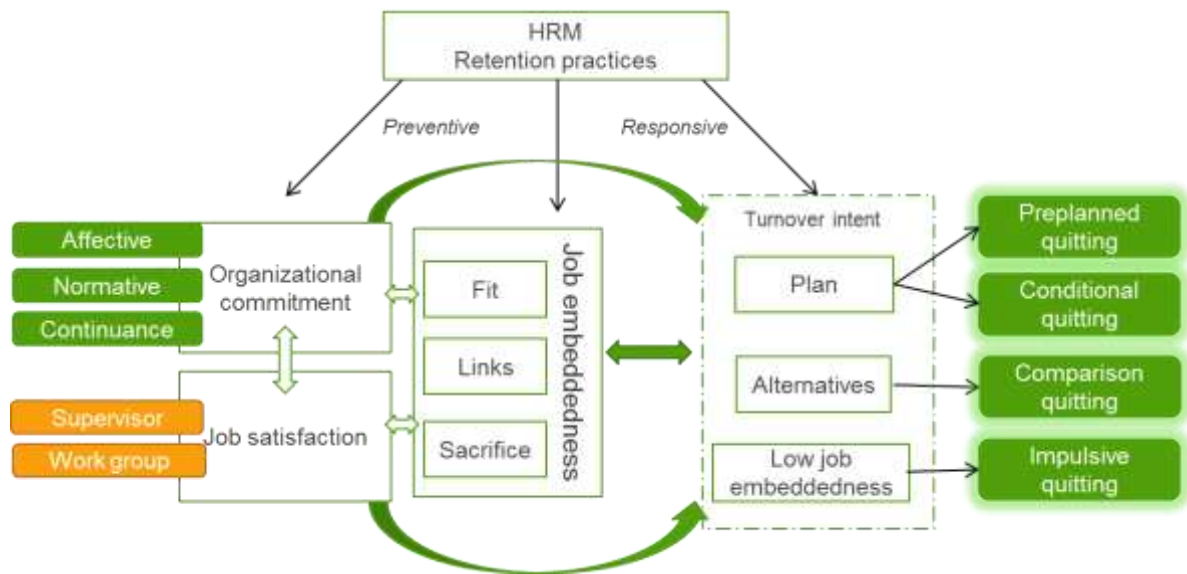 HRM
Retention practices
Preventive
Responsive
Affective
Normative
Continuance
Organizational
commitment
Supervisor
Work group
Job satisfaction
Fit
Links
Sacrifice
Job embeddedness
Turnover intent
Plan
Alternatives
Low job
embeddedness
Preplanned
quitting
Conditional
quitting
Comparison
quitting
Impulsive
quitting